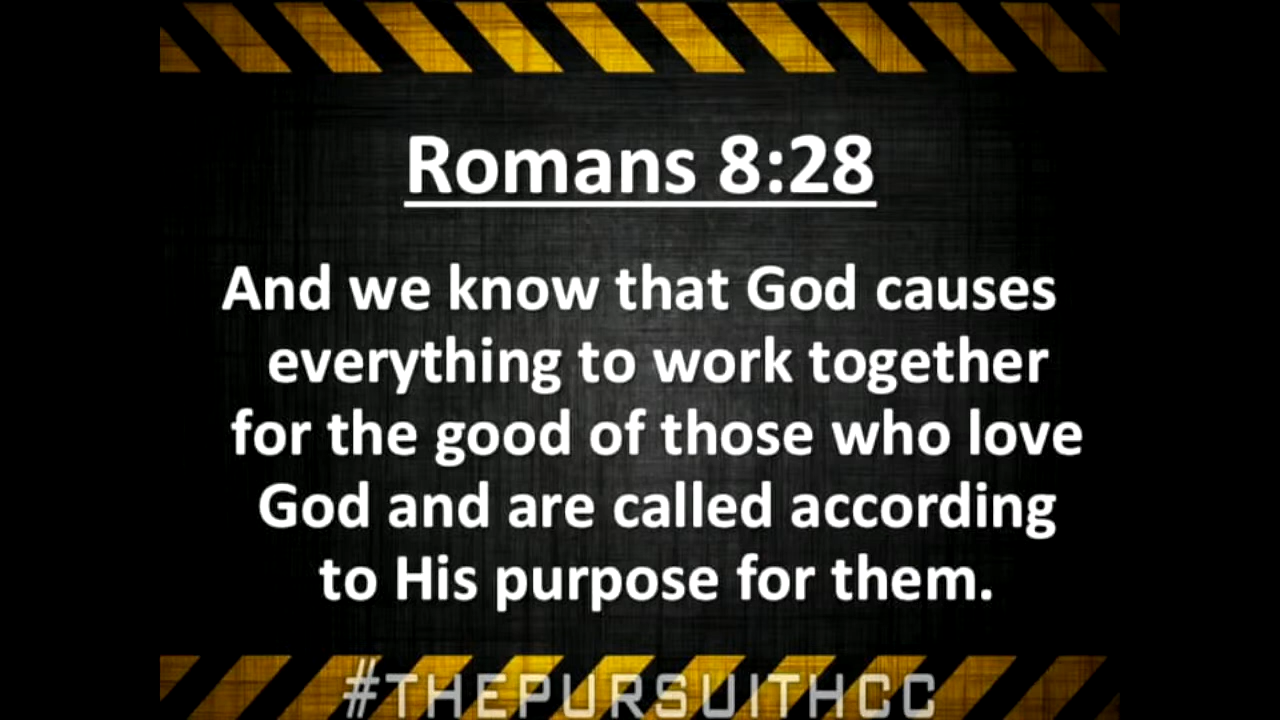 Romans 8:28
And we know that God causes
everything to work together
for the good of those who love
God and are called according
to His purpose for them.
#THEPURSUITHCC